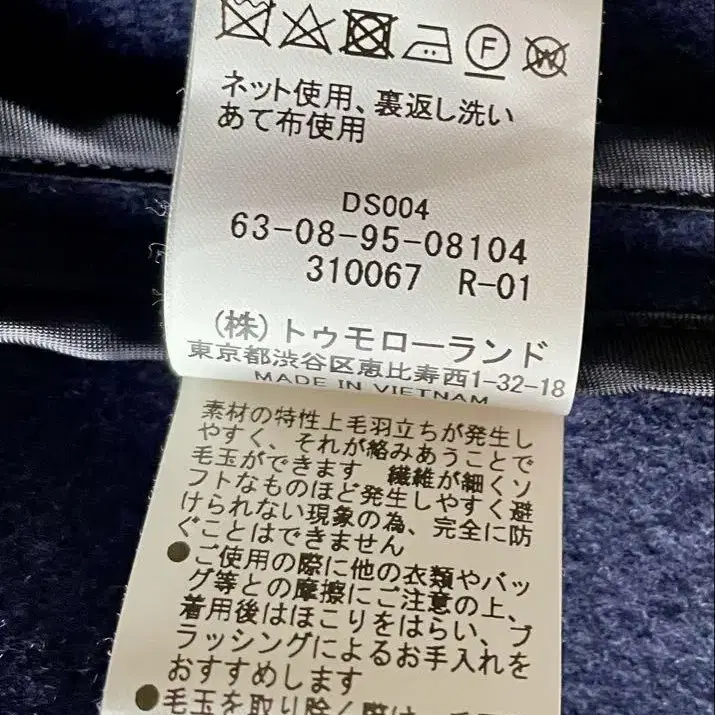 F
W
ネット使用、裏返し洗い
あて布使用
DS004
63-08-95-08104
310067 R-01
(株)トゥモローランド
東京都渋谷区恵比寿西1-32-18
MADE IN VIETNAM
素材の特性上毛羽立ちが発生し
やすく、それが絡みあうことで
毛玉ができます 繊維が細くソ
フトなものほど発生しやすく避
けられない現象の為、完全に防
ぐことはできません
●ご使用の際に他の衣類やバッ
グ等との摩擦にご注意の上、
着用後はほこりをはらい、ブ
ラッシングによるお手入れを
おすすめします
●毛玉を取り除く際は